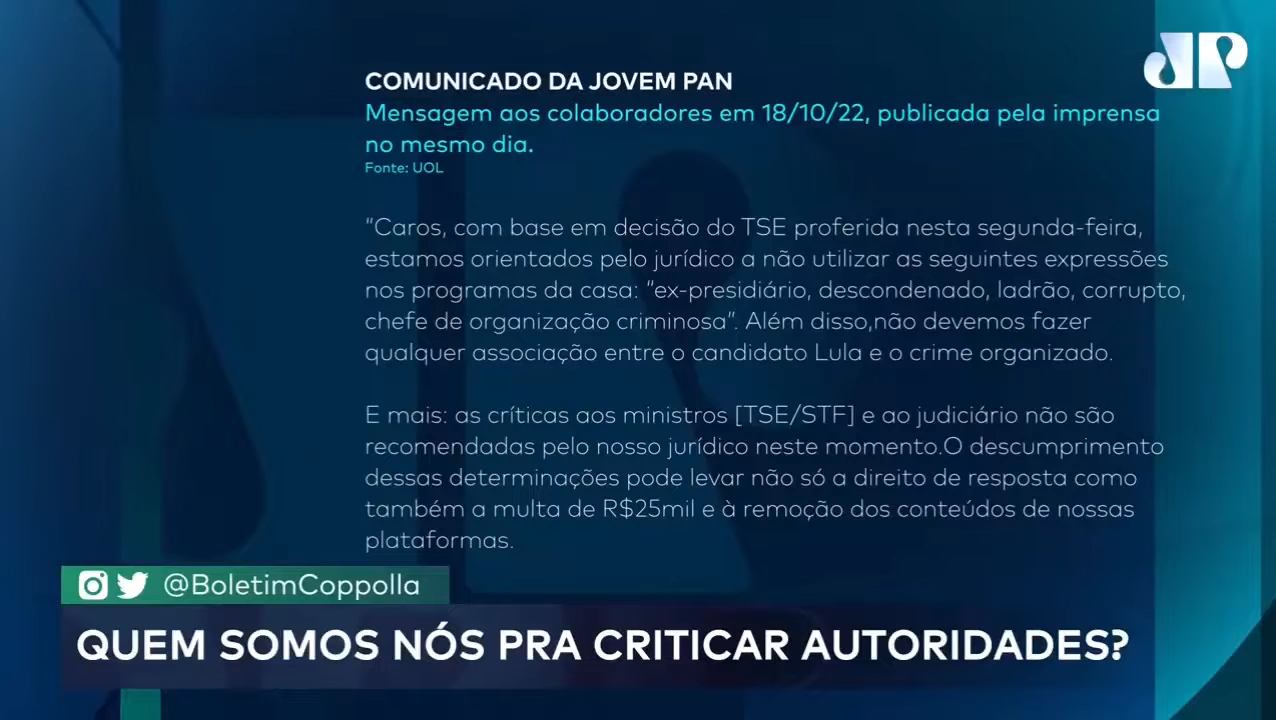 JP
COMUNICADO DA JOVEM PAN
Mensagem aos colaboradores em 18/10/22, publicada pela imprensa
no mesmo dia.
Fonte: UOL
“Caros, com base em decisão do TSE proferida nesta segunda-feira,
estamos orientados pelo jurídico a não utilizar as seguintes expressões
nos programas da casa: “ex-presidiário, descondenado, ladrão, corrupto,
chefe de organização criminosa”. Além disso,não devemos fazer
qualquer associação entre o candidato Lula e o crime organizado.
E mais: as críticas aos ministros [TSE/STF] e ao judiciário não são
recomendadas pelo nosso jurídico neste momento.O descumprimento
dessas determinações pode levar não só a direito de resposta como
também a multa de R$25mil e à remoção dos conteúdos de nossas
plataformas.
@BoletimCoppolla
QUEM SOMOS NÓS PRA CRITICAR AUTORIDADES?